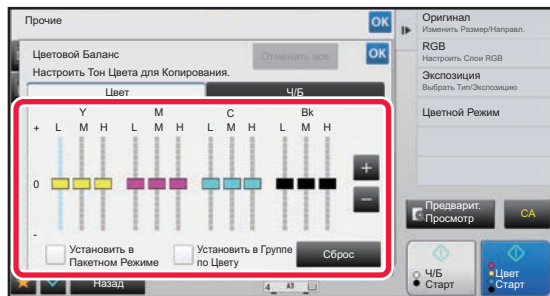 Прочие
OK
Цветовой Баланс
Отменить все
OK
Настроить Тон Цвета для Копирования.
Цвет
Ч/Б
Y M C Bk
+ L M H L M H L M H L M H
+
0
−
-
Установить в Пакетном Режиме
Установить в Группе по Цвету
Сброс
Назад
4 A3
Оригинал
Изменить Размер/Направл.
RGB
Настроить Слои RGB
Экспозиция
Выбрать Тип/Экспозицию
Цветной Режим
Предварит. Просмотр
CA
Ч/Б Старт
Цвет Старт